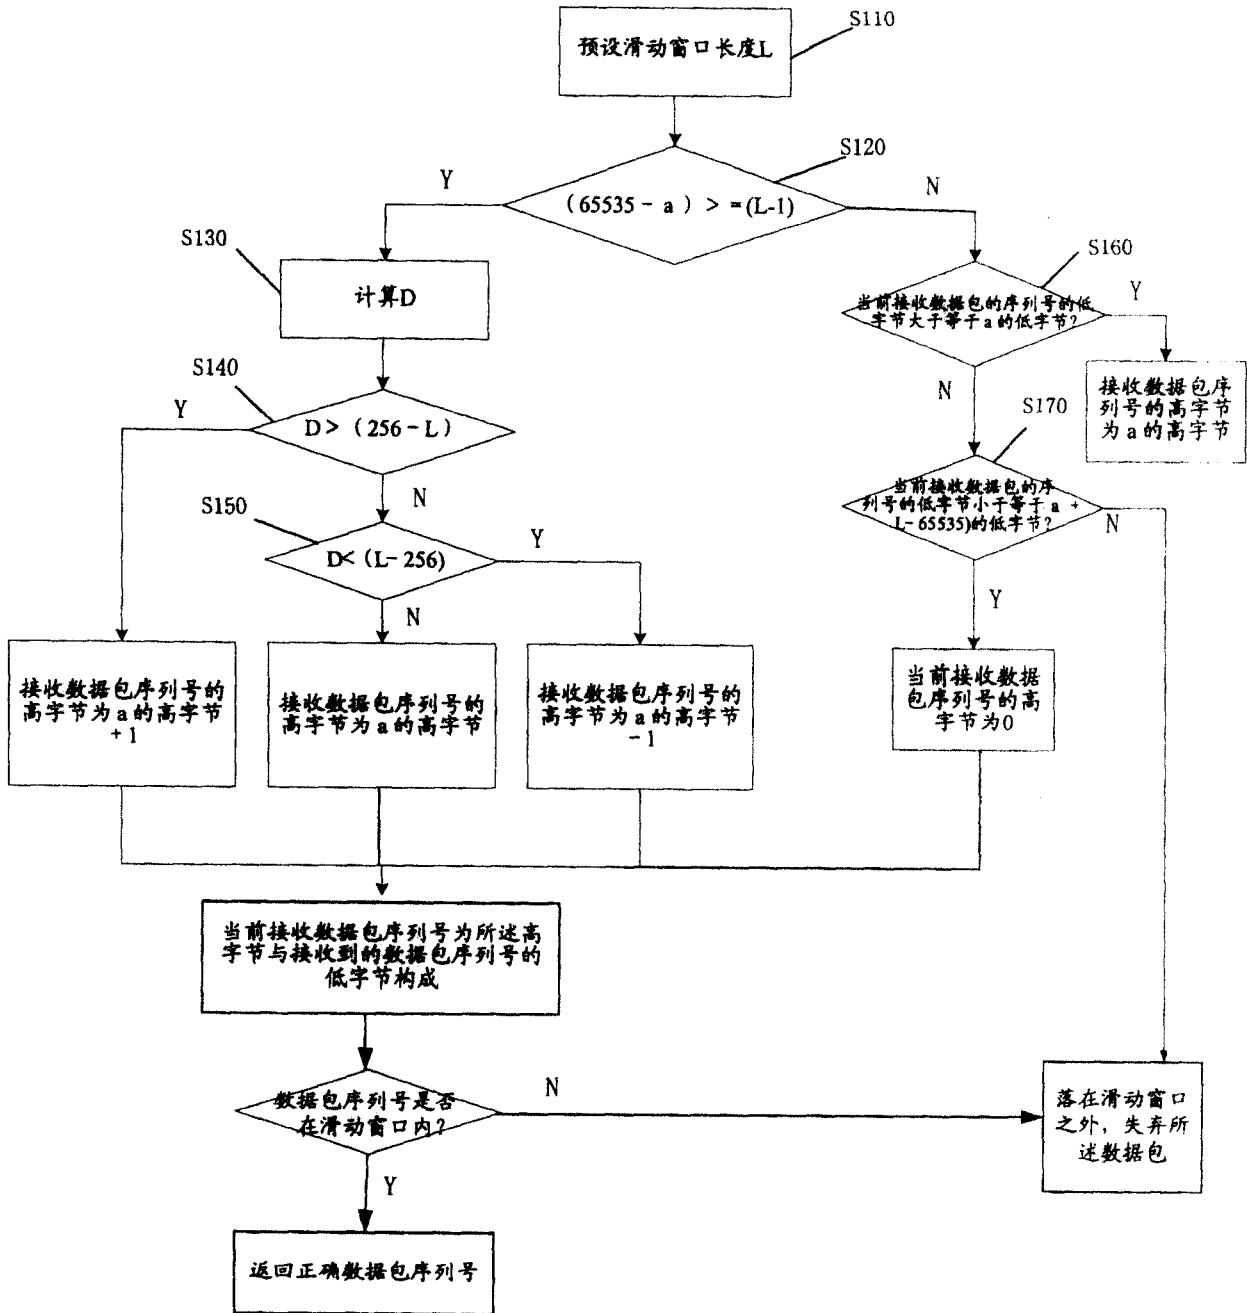 S110
预设滑动窗口长度L
S120
Y
N
(65535-a)>=(L-1)
S130
S160
计算D
当前接收数据包的序列号的低
字节大于等于a的低字节?
Y
S140
Y
N
接收数据包序
列号的高字节
为a的高字节
D>(256-L)
S170
N
当前接收数据包的序
列号的低字节小于等于a+
L-65535)的低字节?
N
S150
D<(L-256)
Y
N
Y
接收数据包序列号的
高字节为a的高字节
+1
接收数据包序列号的
高字节为a的高字节
接收数据包序列号的
高字节为a的高字节
-1
当前接收数据
包序列号的高
字节为0
当前接收数据包序列号为所述高
字节与接收到的数据包序列号的
低字节构成
数据包序列号是否
在滑动窗口内?
N
落在滑动窗口
之外,失弃所
述数据包
Y
返回正确数据包序列号